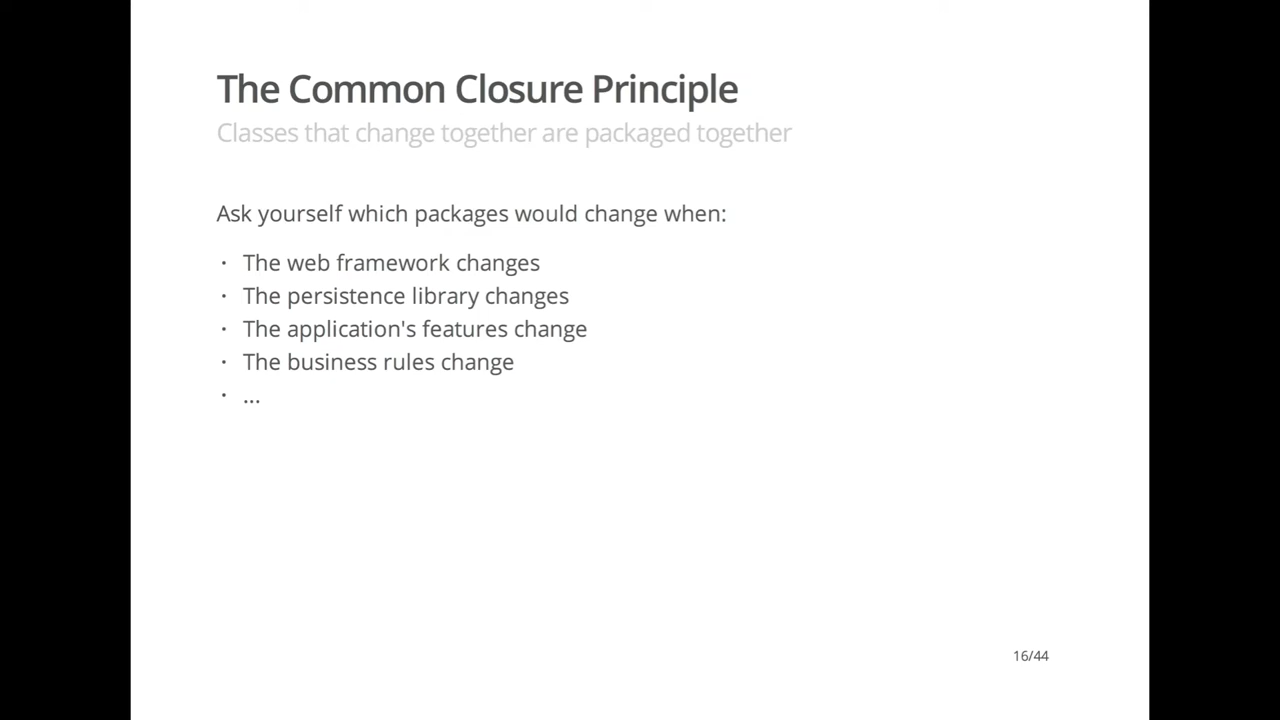 The Common Closure Principle
Classes that change together are packaged together
Ask yourself which packages would change when:
· The web framework changes
· The persistence library changes
· The application's features change
· The business rules change
· ...
16/44